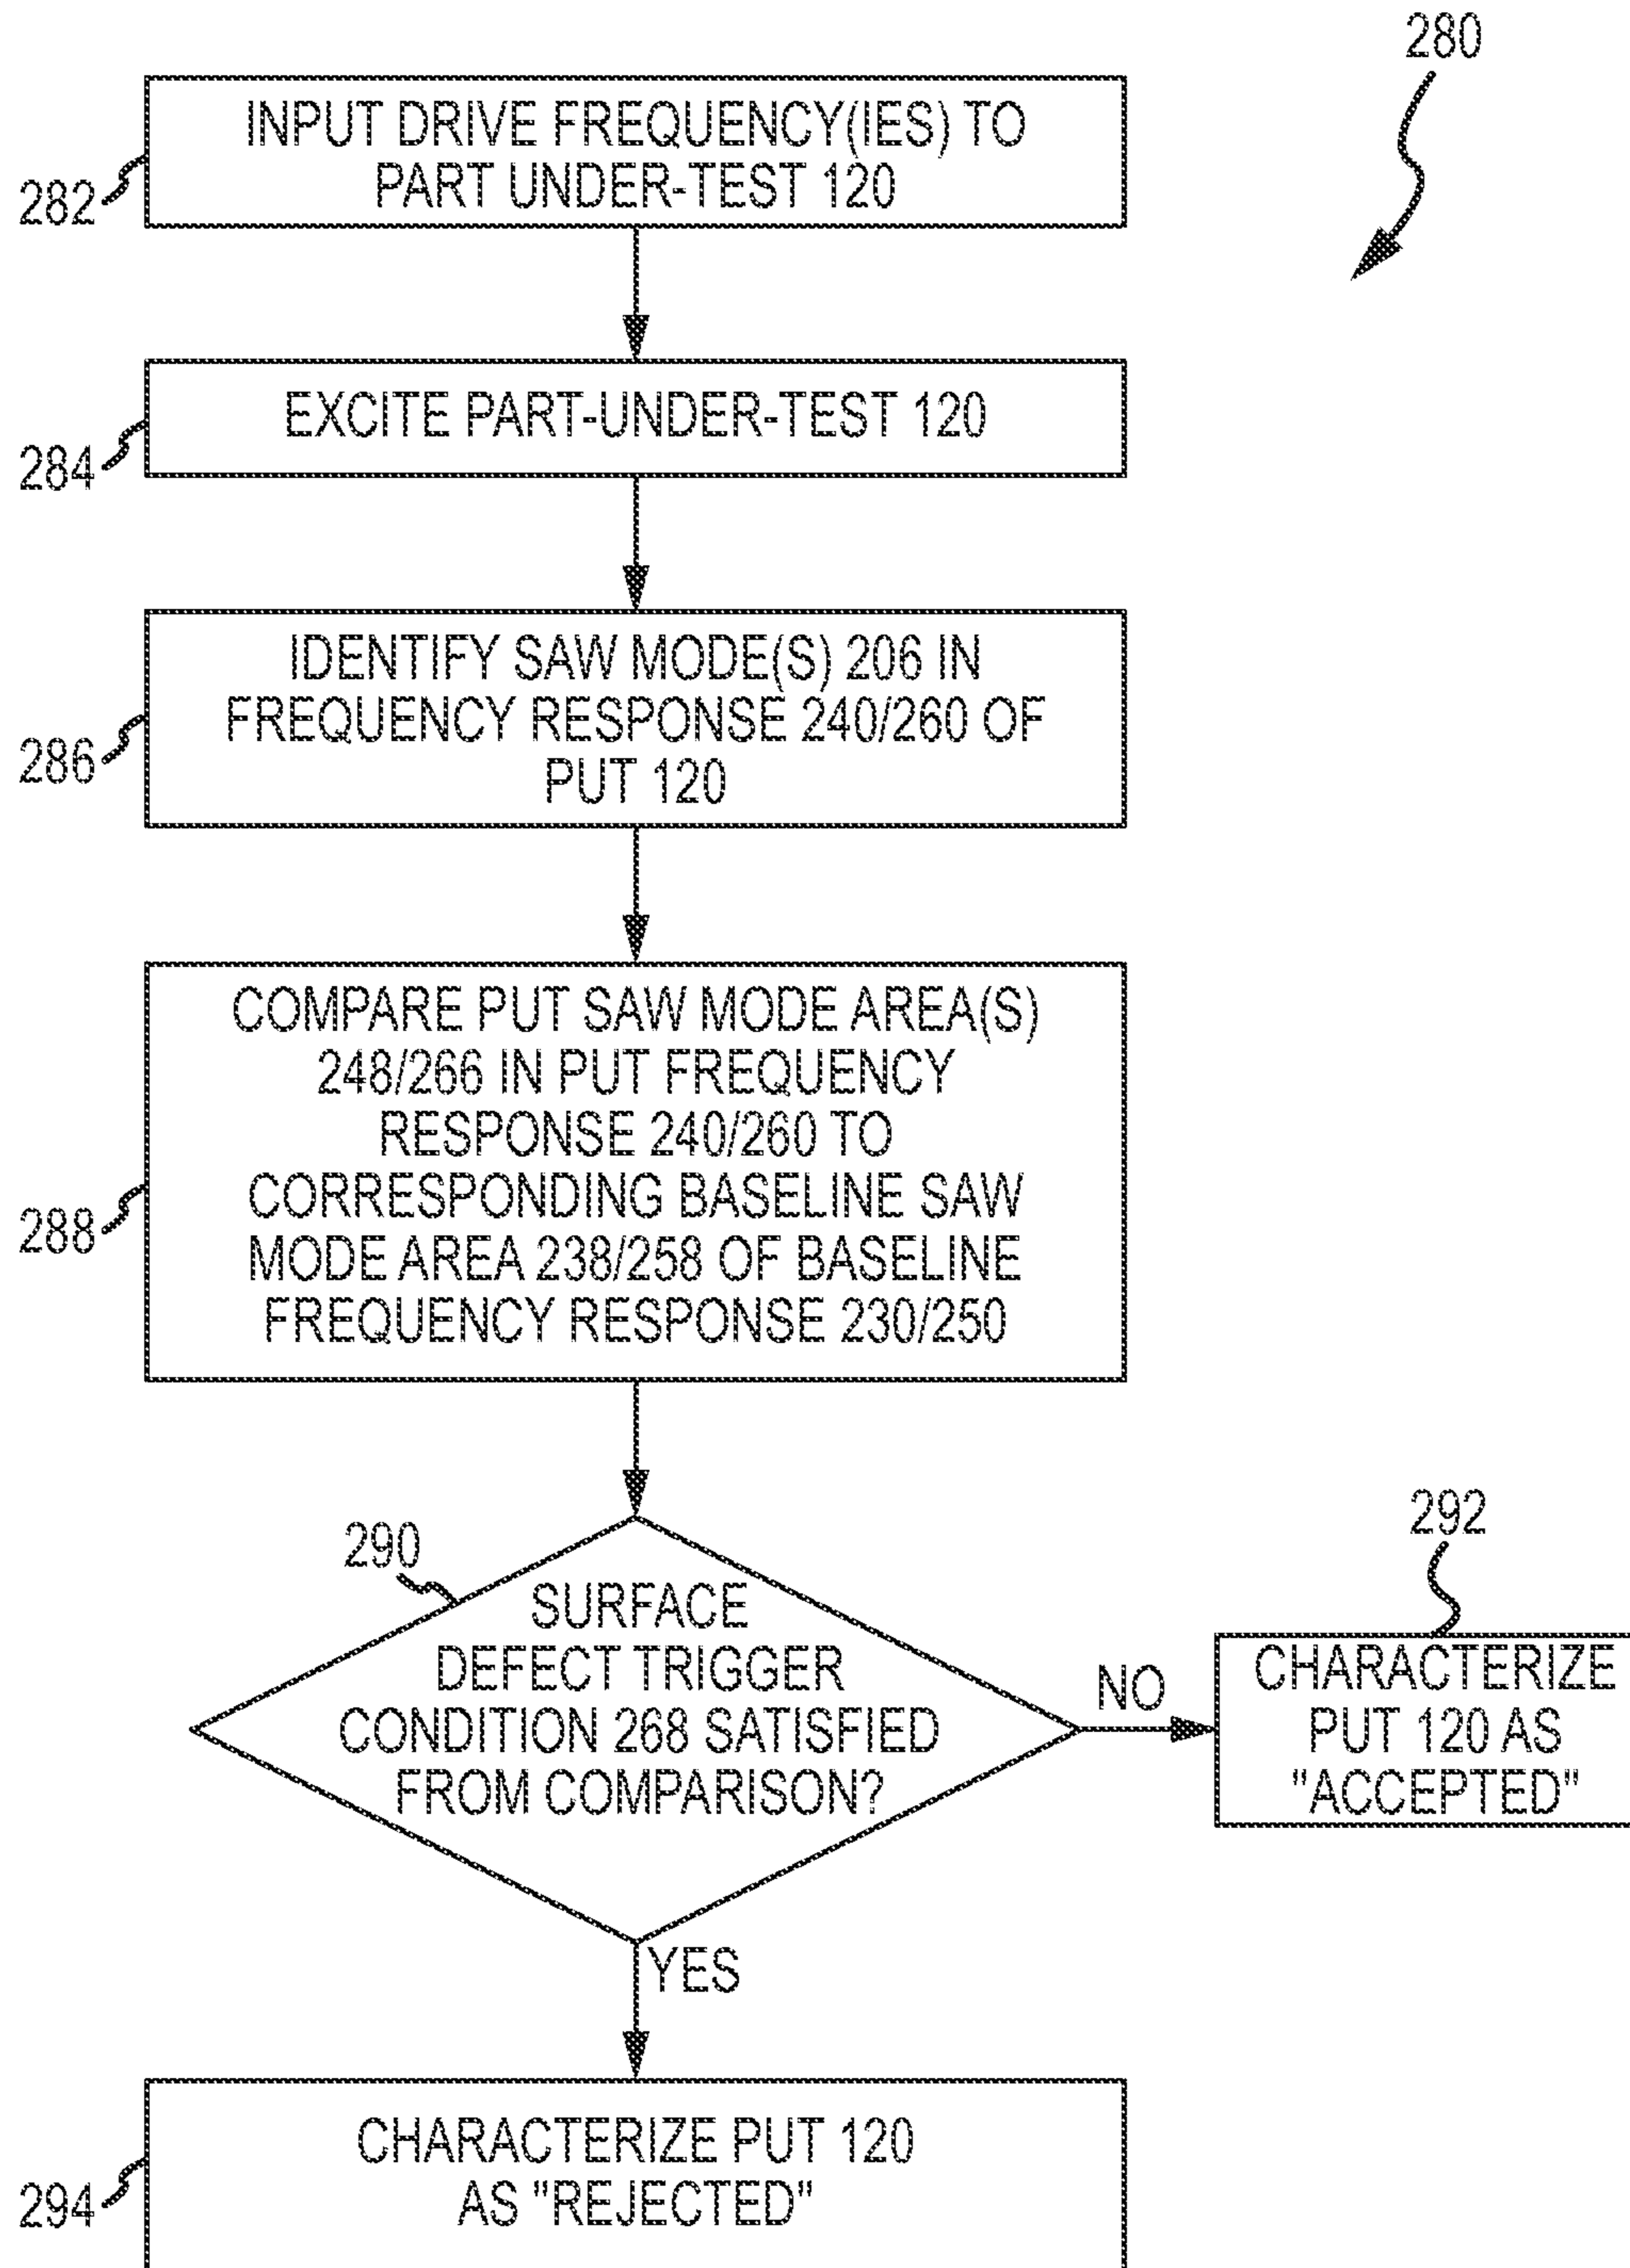 280
INPUT DRIVE FREQUENCY(IES) TO
PART UNDER-TEST 120
282
EXCITE PART-UNDER-TEST 120
284
IDENTIFY SAW MODE(S) 206 IN
FREQUENCY RESPONSE 240/260 OF
PUT 120
286
COMPARE PUT SAW MODE AREA(S)
248/266 IN PUT FREQUENCY
RESPONSE 240/260 TO
CORRESPONDING BASELINE SAW
MODE AREA 238/258 OF BASELINE
FREQUENCY RESPONSE 230/250
288
290
SURFACE
DEFECT TRIGGER
CONDITION 268 SATISFIED
FROM COMPARISON?
NO
292
CHARACTERIZE
PUT 120 AS
"ACCEPTED"
YES
CHARACTERIZE PUT 120
AS "REJECTED"
294